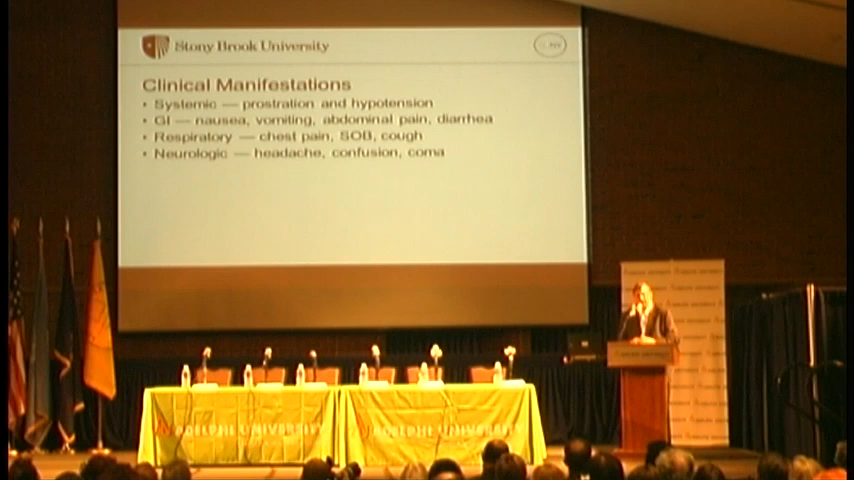 Stony Brook University
Clinical Manifestations
• Systemic — prostration and hypotension
• GI — nausea, vomiting, abdominal pain, diarrhea
• Respiratory — chest pain, SOB, cough
• Neurologic — headache, confusion, coma
ADELPHI UNIVERSITY
ADELPHI UNIVERSITY